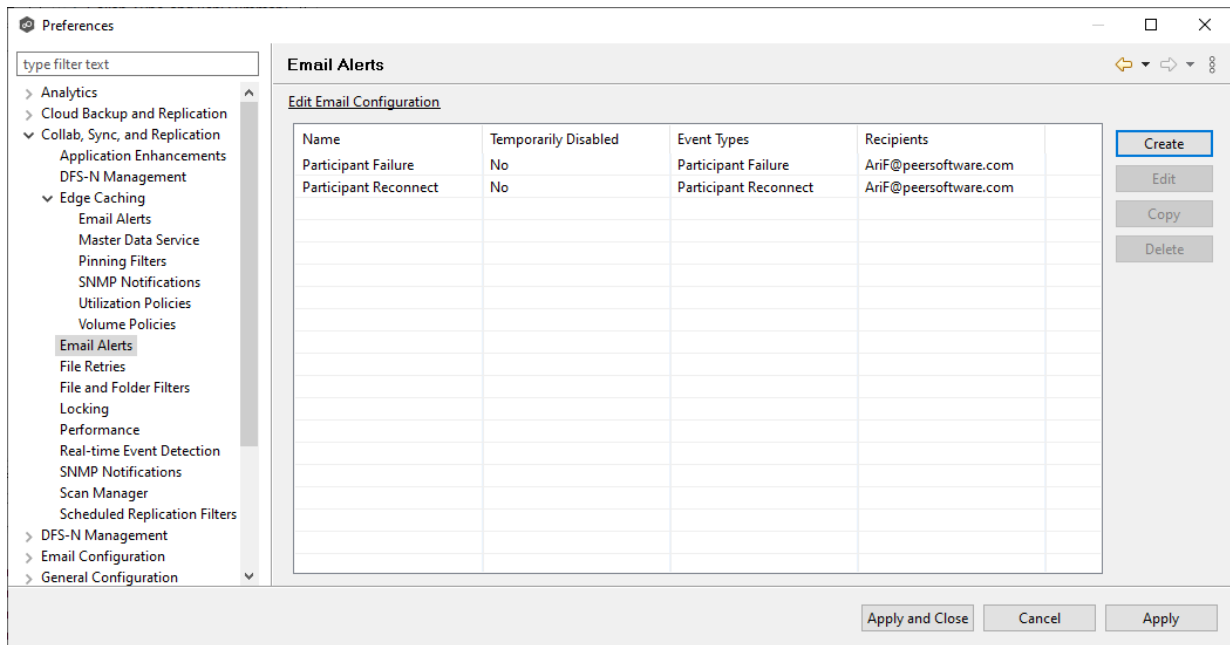 Preferences
type filter text
Analytics
Cloud Backup and Replication
Collab, Sync, and Replication
Application Enhancements
DFS-N Management
Edge Caching
Email Alerts
Master Data Service
Pinning Filters
SNMP Notifications
Utilization Policies
Volume Policies
Email Alerts
File Retries
File and Folder Filters
Locking
Performance
Real-time Event Detection
SNMP Notifications
Scan Manager
Scheduled Replication Filters
DFS-N Management
Email Configuration
General Configuration
Email Alerts
Edit Email Configuration
Name Temporarily Disabled Event Types Recipients
Participant Failure No Participant Failure AriF@peersoftware.com
Participant Reconnect No Participant Reconnect AriF@peersoftware.com
Create
Edit
Copy
Delete
Apply and Close Cancel Apply